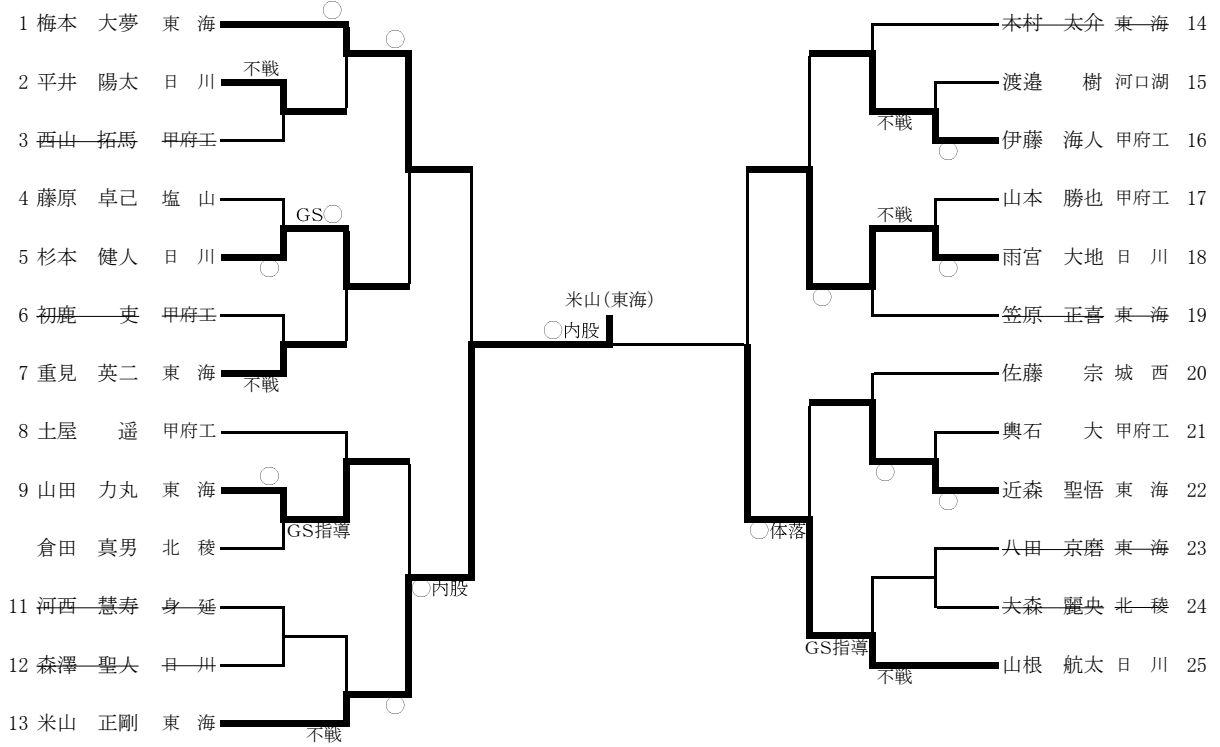 1 梅本　大夢 東　海
2 平井　陽太 日　川
不戦
3 西山　拓馬 甲府工
4 藤原　卓己 塩　山
GS○
5 杉本　健人 日　川
6 初鹿　　吏 甲府工
7 重見　英二 東　海
不戦
8 土屋　　遥 甲府工
9 山田　力丸 東　海
GS指導
倉田　真男 北　稜
11 河西　慧寿 身　延
12 森澤　聖人 日　川
13 米山　正剛 東　海
不戦
○内股
米山(東海)
○内股
木村　太介 東　海 14
渡邉　　樹 河口湖 15
不戦
伊藤　海人 甲府工 16
山本　勝也 甲府工 17
不戦
雨宮　大地 日　川 18
笠原　正喜 東　海 19
佐藤　　宗 城　西 20
輿石　　大 甲府工 21
近森　聖悟 東　海 22
○体落
八田　京磨 東　海 23
大森　麗央 北　稜 24
GS指導
山根　航太 日　川 25
不戦